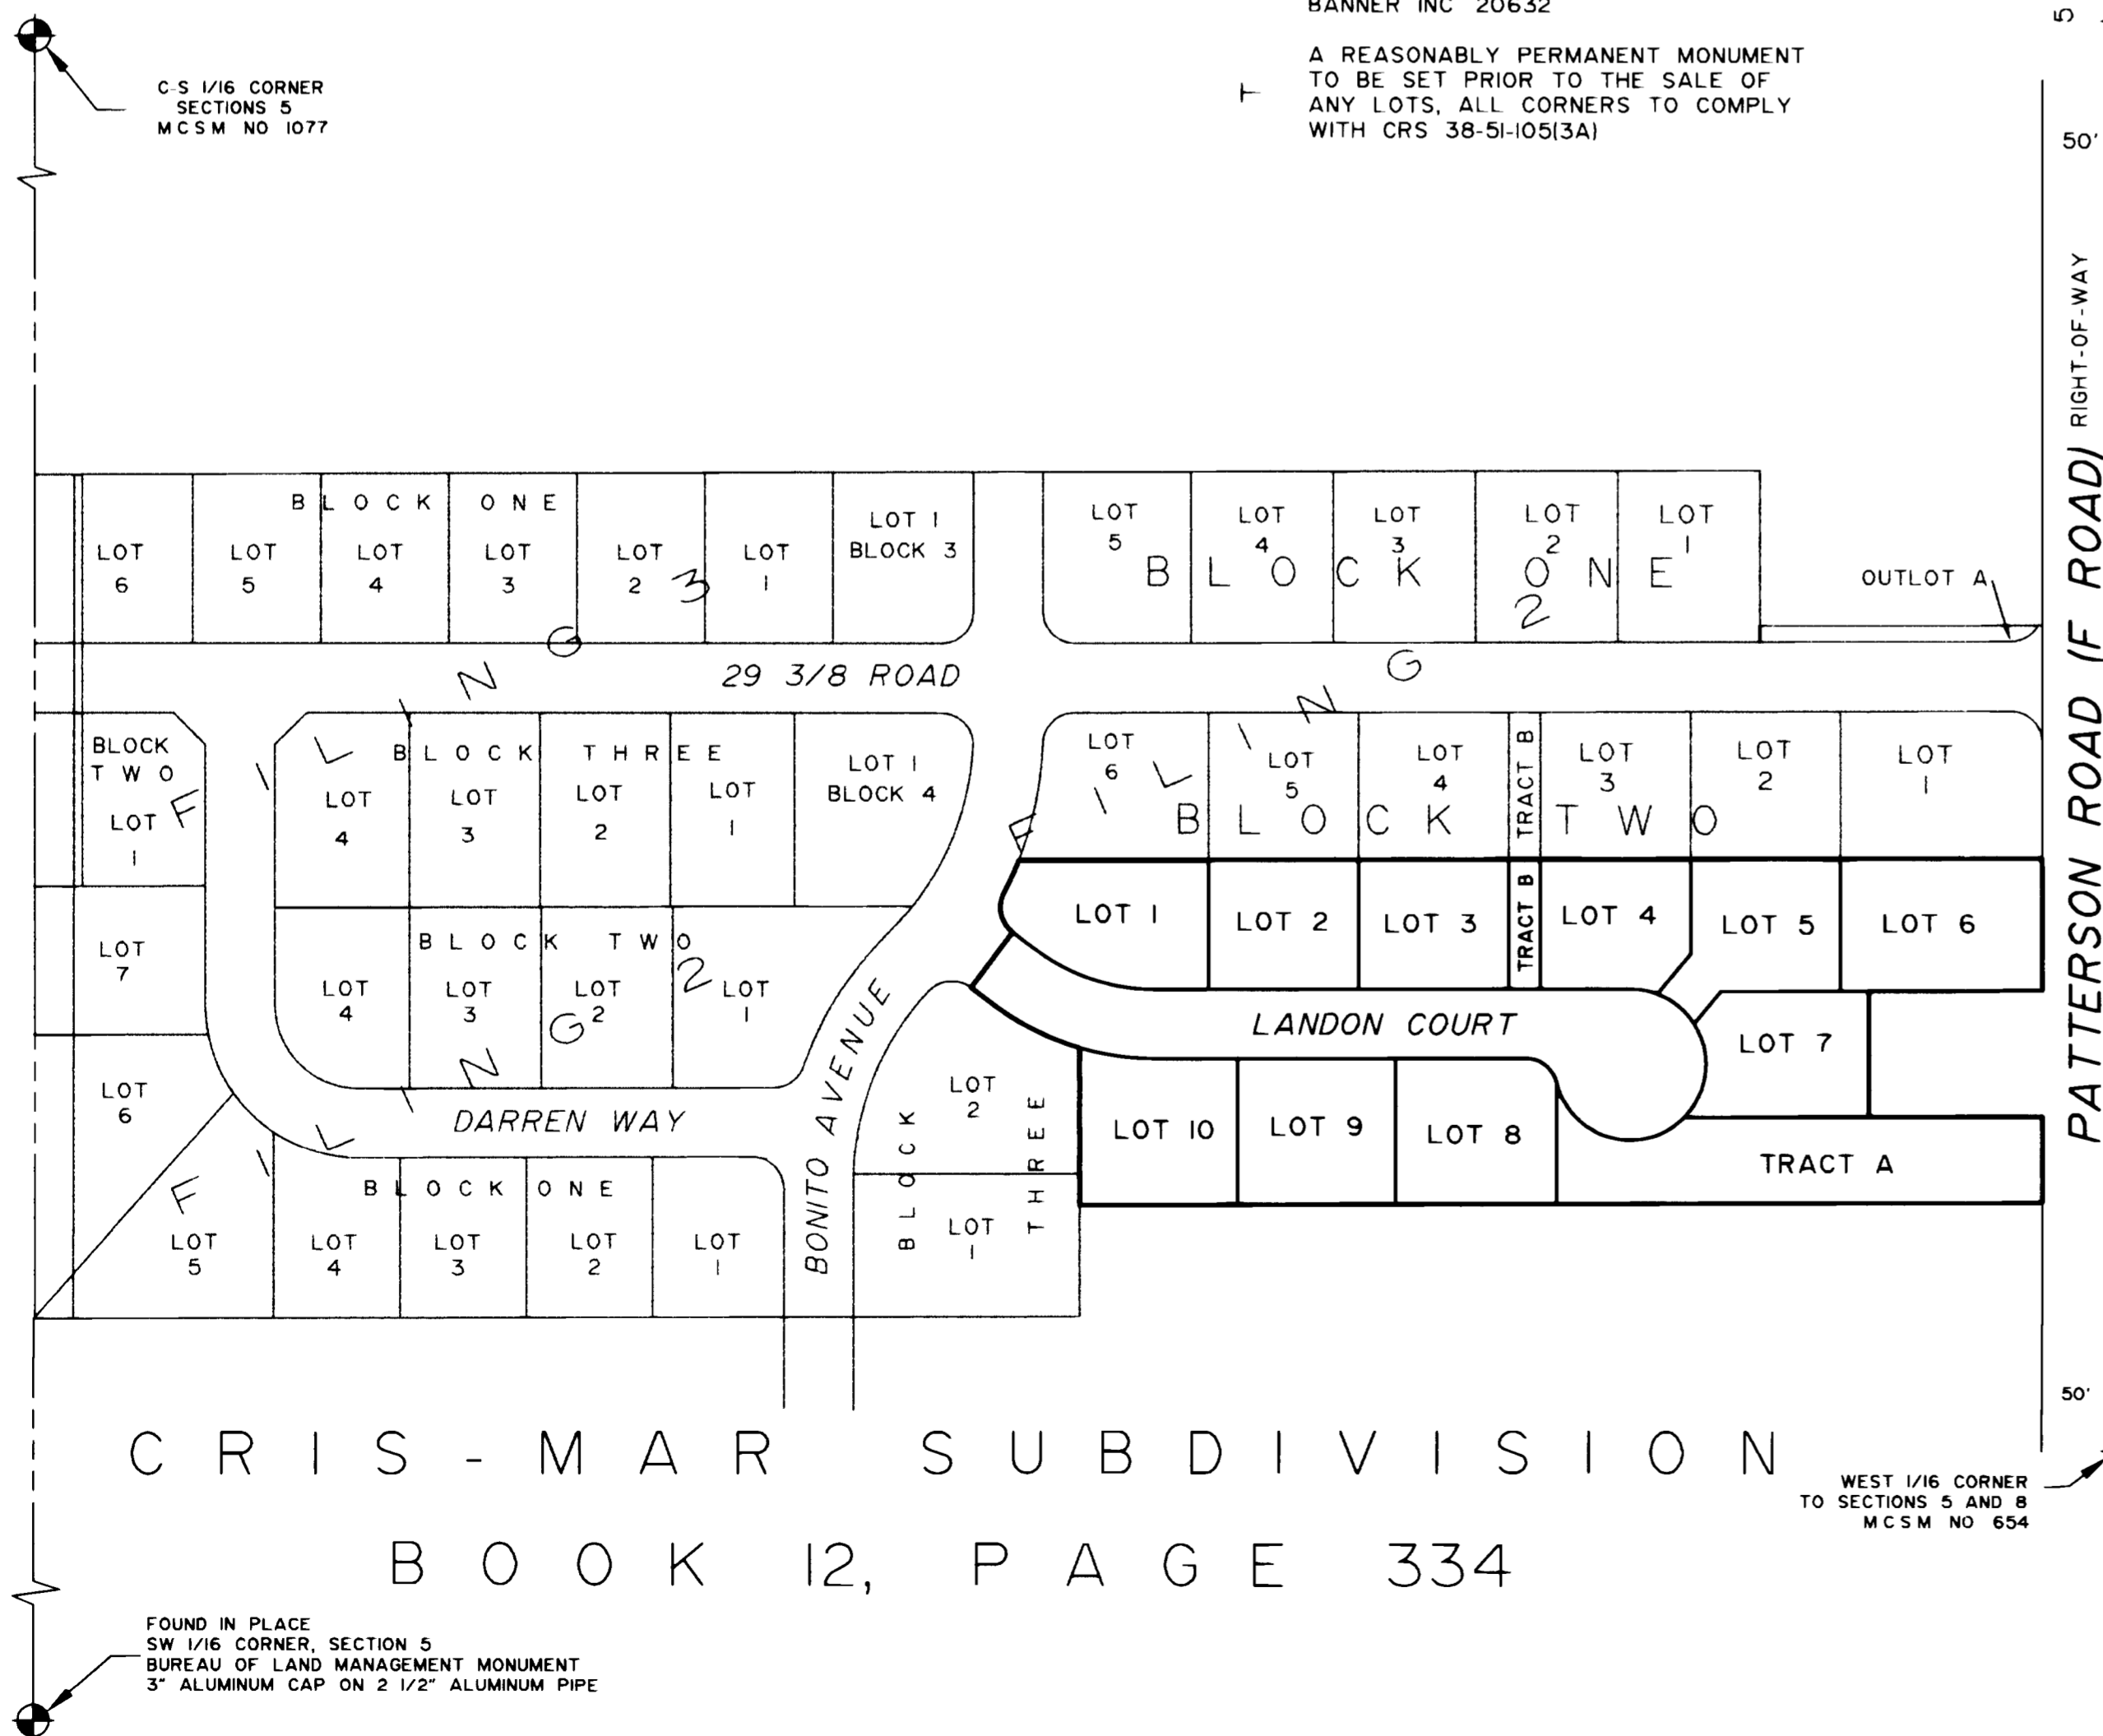 BANNER INC 20632
5
A REASONABLY PERMANENT MONUMENT
TO BE SET PRIOR TO THE SALE OF
ANY LOTS, ALL CORNERS TO COMPLY
WITH CRS 38-51-105(3A)
C-S 1/16 CORNER
SECTIONS 5
MCSM NO 1077
50'
RIGHT-OF-WAY
PATTERSON ROAD (F ROAD)
BLOCK ONE
LOT
6
LOT
5
LOT
4
LOT
3
LOT
2
LOT
1
LOT 1
BLOCK 3
FILING 3
LOT
5
LOT
4
LOT
3
LOT
2
LOT
1
BLOCK ONE
OUTLOT A
FILING 2
29 3/8 ROAD
BLOCK
TWO
LOT
1
BLOCK THREE
LOT
4
LOT
3
LOT
2
LOT
1
LOT 1
BLOCK 4
LOT
6
LOT
5
LOT
4
TRACT B
LOT
3
LOT
2
LOT
1
BLOCK TWO
LOT 1
LOT 2
LOT 3
TRACT B
LOT 4
LOT 5
LOT 6
LOT
7
BLOCK TWO
LOT
4
LOT
3
LOT
2
LOT
1
FILING 2
BONITO AVENUE
LANDON COURT
LOT 7
LOT
6
DARREN WAY
LOT
2
BLOCK
THREE
LOT
1
LOT 10
LOT 9
LOT 8
TRACT A
BLOCK ONE
LOT
5
LOT
4
LOT
3
LOT
2
LOT
1
50'
CRIS-MAR SUBDIVISION
WEST 1/16 CORNER
TO SECTIONS 5 AND 8
MCSM NO 654
BOOK 12, PAGE 334
FOUND IN PLACE
SW 1/16 CORNER, SECTION 5
BUREAU OF LAND MANAGEMENT MONUMENT
3" ALUMINUM CAP ON 2 1/2" ALUMINUM PIPE